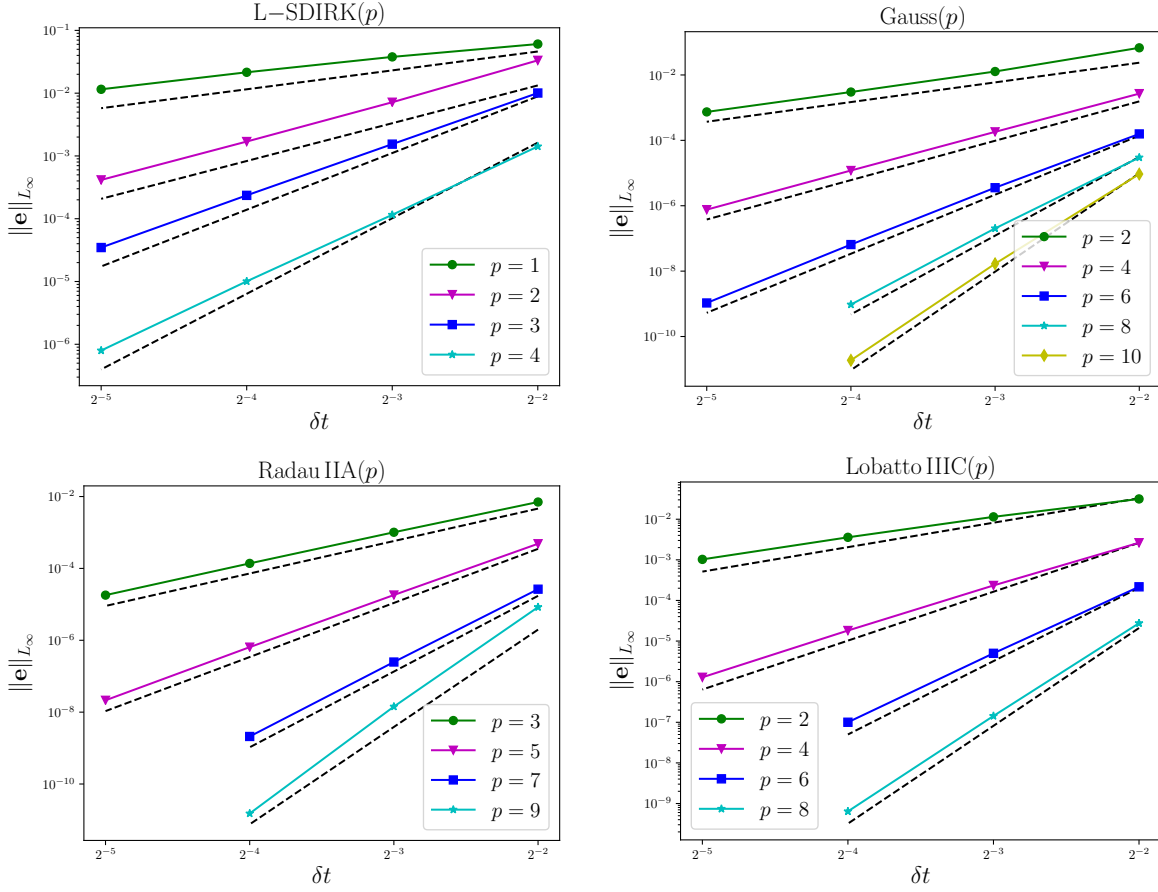 L−SDIRK(p)
10⁻¹
10⁻²
10⁻³
10⁻⁴
10⁻⁵
10⁻⁶
‖e‖_{L_∞}
p = 1
p = 2
p = 3
p = 4
2⁻⁵ 2⁻⁴ 2⁻³ 2⁻²
δt
Gauss(p)
10⁻²
10⁻⁴
10⁻⁶
10⁻⁸
10⁻¹⁰
‖e‖_{L_∞}
p = 2
p = 4
p = 6
p = 8
p = 10
2⁻⁵ 2⁻⁴ 2⁻³ 2⁻²
δt
Radau IIA(p)
10⁻²
10⁻⁴
10⁻⁶
10⁻⁸
10⁻¹⁰
‖e‖_{L_∞}
p = 3
p = 5
p = 7
p = 9
2⁻⁵ 2⁻⁴ 2⁻³ 2⁻²
δt
Lobatto IIIC(p)
10⁻²
10⁻³
10⁻⁴
10⁻⁵
10⁻⁶
10⁻⁷
10⁻⁸
10⁻⁹
‖e‖_{L_∞}
p = 2
p = 4
p = 6
p = 8
2⁻⁵ 2⁻⁴ 2⁻³ 2⁻²
δt